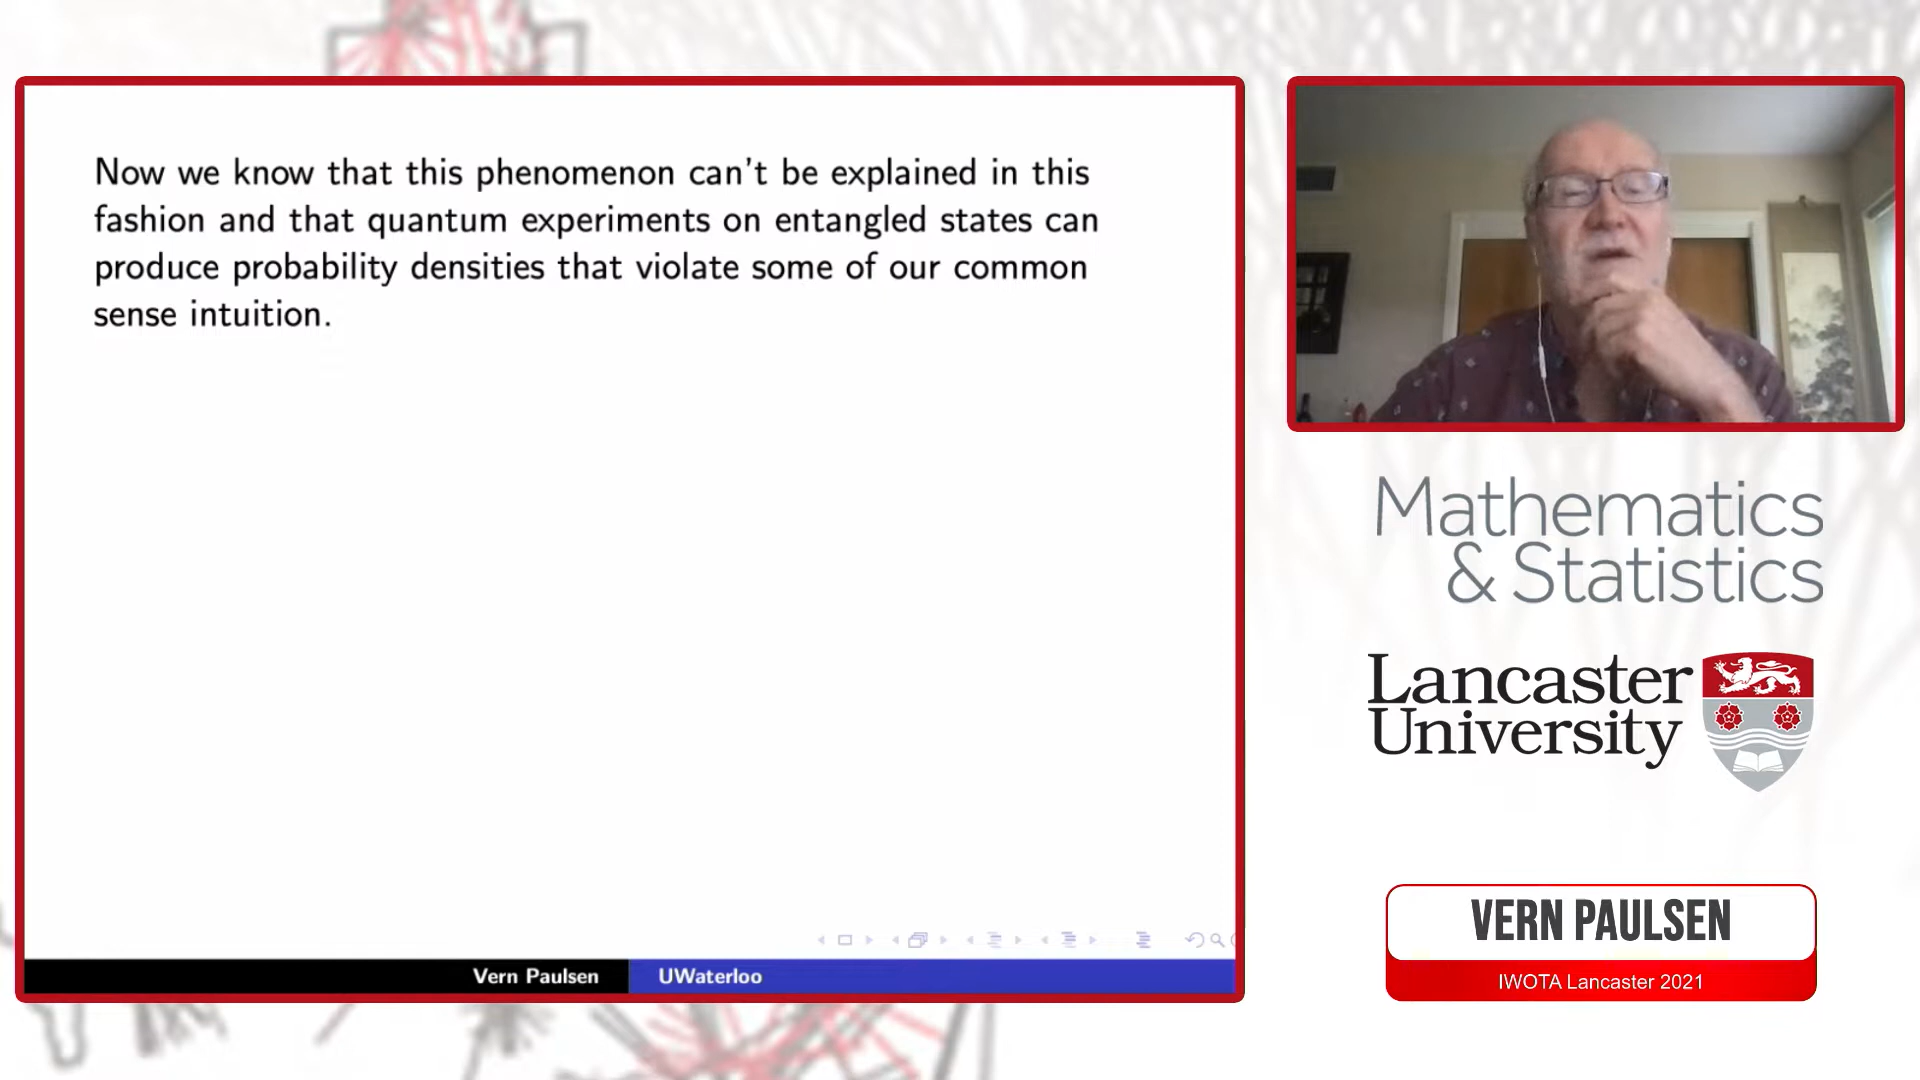 Now we know that this phenomenon can't be explained in this
fashion and that quantum experiments on entangled states can
produce probability densities that violate some of our common
sense intuition.
Vern Paulsen UWaterloo
Mathematics
& Statistics
Lancaster
University
VERN PAULSEN
IWOTA Lancaster 2021